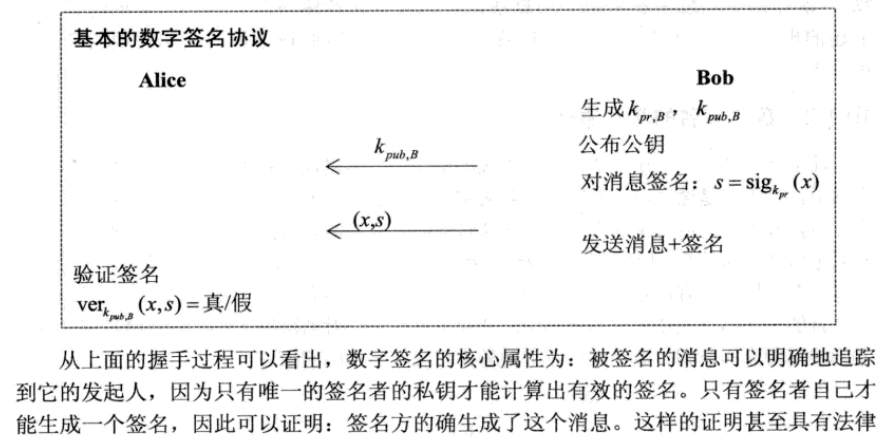 基本的数字签名协议
Alice Bob
生成 k_{pr,B}， k_{pub,B}
k_{pub,B} 公布公钥
对消息签名：s = sig_{k_{pr}}(x)
(x,s)
发送消息+签名
验证签名
ver_{k_{pub,B}}(x,s) = 真/假
从上面的握手过程可以看出，数字签名的核心属性为：被签名的消息可以明确地追踪
到它的发起人，因为只有唯一的签名者的私钥才能计算出有效的签名。只有签名者自己才
能生成一个签名，因此可以证明：签名方的确生成了这个消息。这样的证明甚至具有法律